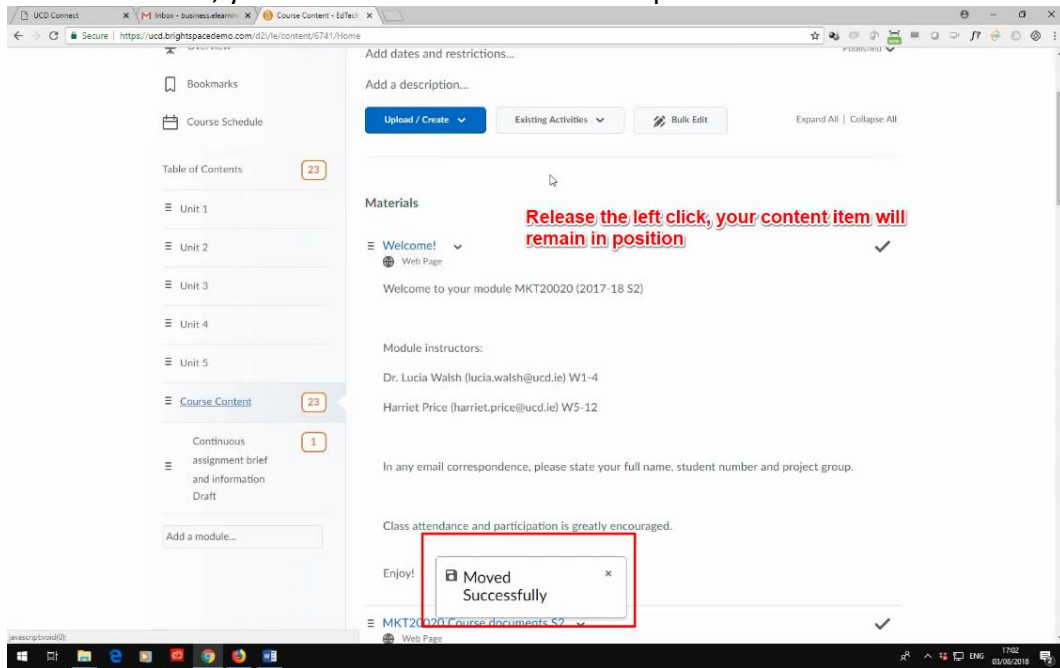 UCD Connect
Inbox - business.elearnin
Course Content - EdTech
Secure | https://ucd.brightspacedemo.com/d2l/le/content/6741/Home
Overview
Add dates and restrictions...
Published
Bookmarks
Add a description...
Course Schedule
Upload / Create
Existing Activities
Bulk Edit
Expand All | Collapse All
Table of Contents
23
Unit 1
Materials
Release the left click, your content item will
remain in position
Unit 2
Welcome!
Web Page
Unit 3
Welcome to your module MKT20020 (2017-18 S2)
Unit 4
Module instructors:
Unit 5
Dr. Lucia Walsh (lucia.walsh@ucd.ie) W1-4
Course Content
23
Harriet Price (harriet.price@ucd.ie) W5-12
Continuous
assignment brief
and information
Draft
1
In any email correspondence, please state your full name, student number and project group.
Class attendance and participation is greatly encouraged.
Add a module...
Enjoy!
Moved
Successfully
MKT20020 Course documents S2
Web Page
javascript:void(0);
ENG
17:02
03/08/2018